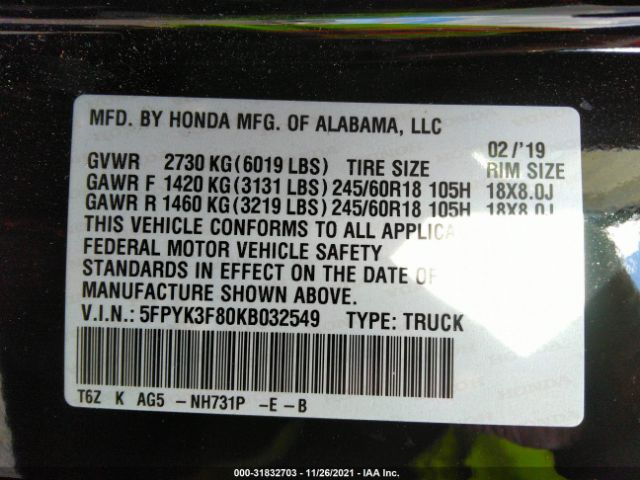 MFD. BY HONDA MFG. OF ALABAMA, LLC
02/'19
GVWR 2730 KG (6019 LBS) TIRE SIZE RIM SIZE
GAWR F 1420 KG (3131 LBS) 245/60R18 105H 18X8.0J
GAWR R 1460 KG (3219 LBS) 245/60R18 105H 18X8.0J
THIS VEHICLE CONFORMS TO ALL
FEDERAL MOTOR VEHICLE SAFETY
STANDARDS IN EFFECT ON THE DATE OF
MANUFACTURE SHOWN ABOVE.
V.I.N.: 5FPYK3F80KB032549 TYPE: TRUCK
T6Z K AG5 -NH731P -E-B
000-31832703 - 11/26/2021 - IAA Inc.